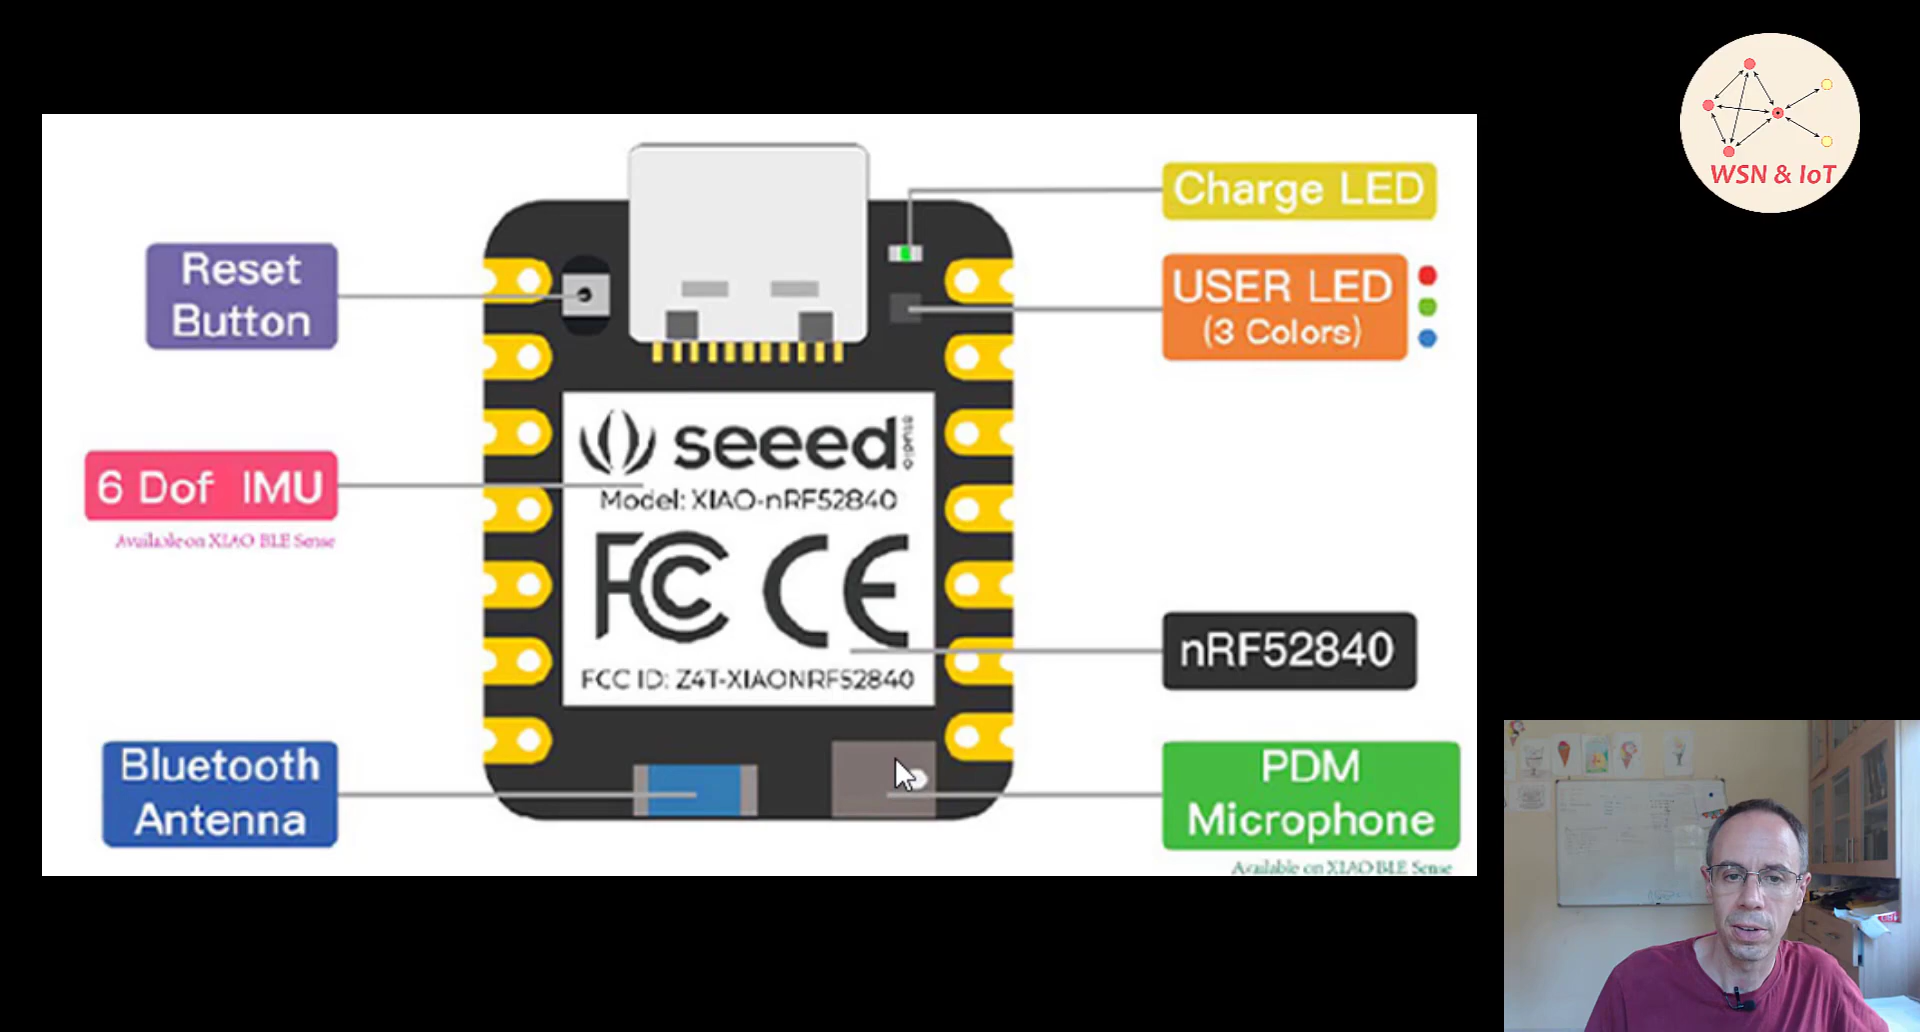 WSN & IoT
Charge LED
Reset
Button
USER LED
(3 Colors)
seeed
studio
Model: XIAO-nRF52840
6 Dof IMU
Available on XIAO BLE Sense
FC CE
nRF52840
FCC ID: Z4T-XIAONRF52840
Bluetooth
Antenna
PDM
Microphone
Available on XIAO BLE Sense